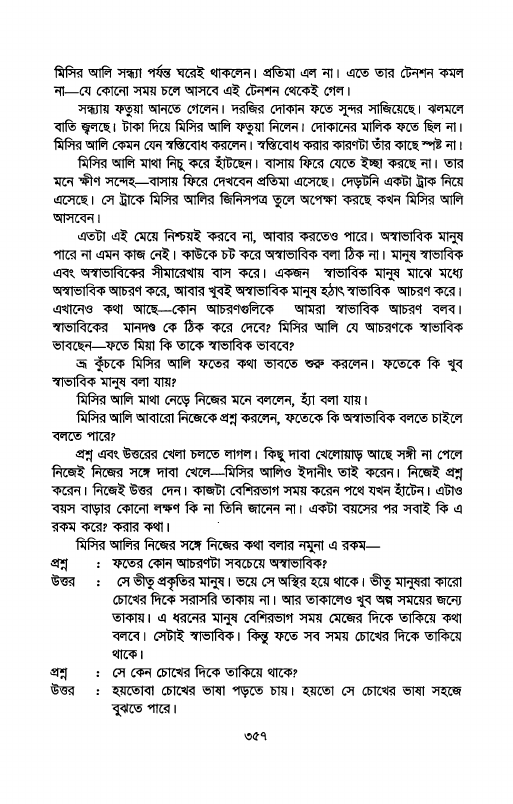 মিসির আলি সন্ধ্যা পর্যন্ত ঘরেই থাকলেন। প্রতিমা এল না। এতে তার টেনশন কমল
না—যে কোনো সময় চলে আসবে এই টেনশন থেকেই গেল।
সন্ধ্যায় ফতুয়া আনতে গেলেন। দরজির দোকান ফতে সুন্দর সাজিয়েছে। ঝলমলে
বাতি জ্বলছে। টাকা দিয়ে মিসির আলি ফতুয়া নিলেন। দোকানের মালিক ফতে ছিল না।
মিসির আলি কেমন যেন স্বস্তিবোধ করলেন। স্বস্তিবোধ করার কারণটা তাঁর কাছে স্পষ্ট না।
মিসির আলি মাথা নিচু করে হাঁটছেন। বাসায় ফিরে যেতে ইচ্ছা করছে না। তার
মনে ক্ষীণ সন্দেহ—বাসায় ফিরে দেখবেন প্রতিমা এসেছে। দেড়টনি একটা ট্রাক নিয়ে
এসেছে। সে ট্রাকে মিসির আলির জিনিসপত্র তুলে অপেক্ষা করছে কখন মিসির আলি
আসবেন।
এতটা এই মেয়ে নিশ্চয়ই করবে না, আবার করতেও পারে। অস্বাভাবিক মানুষ
পারে না এমন কাজ নেই। কাউকে চট করে অস্বাভাবিক বলা ঠিক না। মানুষ স্বাভাবিক
এবং অস্বাভাবিকের সীমারেখায় বাস করে। একজন স্বাভাবিক মানুষ মাঝে মধ্যে
অস্বাভাবিক আচরণ করে, আবার খুবই অস্বাভাবিক মানুষ হঠাৎ স্বাভাবিক আচরণ করে।
এখানেও কথা আছে—কোন আচরণগুলিকে আমরা স্বাভাবিক আচরণ বলব।
স্বাভাবিকের মানদণ্ড কে ঠিক করে দেবে? মিসির আলি যে আচরণকে স্বাভাবিক
ভাবছেন—ফতে মিয়া কি তাকে স্বাভাবিক ভাববে?
ভ্রূ কুঁচকে মিসির আলি ফতের কথা ভাবতে শুরু করলেন। ফতেকে কি খুব
স্বাভাবিক মানুষ বলা যায়?
মিসির আলি মাথা নেড়ে নিজের মনে বললেন, হ্যাঁ বলা যায়।
মিসির আলি আবারো নিজেকে প্রশ্ন করলেন, ফতেকে কি অস্বাভাবিক বলতে চাইলে
বলতে পারে?
প্রশ্ন এবং উত্তরের খেলা চলতে লাগল। কিছু দাবা খেলোয়াড় আছে সঙ্গী না পেলে
নিজেই নিজের সঙ্গে দাবা খেলে—মিসির আলিও ইদানীং তাই করেন। নিজেই প্রশ্ন
করেন। নিজেই উত্তর দেন। কাজটা বেশিরভাগ সময় করেন পথে যখন হাঁটেন। এটাও
বয়স বাড়ার কোনো লক্ষণ কি না তিনি জানেন না। একটা বয়সের পর সবাই কি এ
রকম করে? করার কথা।
মিসির আলির নিজের সঙ্গে নিজের কথা বলার নমুনা এ রকম—
প্রশ্ন : ফতের কোন আচরণটা সবচেয়ে অস্বাভাবিক?
উত্তর : সে ভীতু প্রকৃতির মানুষ। ভয়ে সে অস্থির হয়ে থাকে। ভীতু মানুষরা কারো
চোখের দিকে সরাসরি তাকায় না। আর তাকালেও খুব অল্প সময়ের জন্যে
তাকায়। এ ধরনের মানুষ বেশিরভাগ সময় মেজের দিকে তাকিয়ে কথা
বলবে। সেটাই স্বাভাবিক। কিন্তু ফতে সব সময় চোখের দিকে তাকিয়ে
থাকে।
প্রশ্ন : সে কেন চোখের দিকে তাকিয়ে থাকে?
উত্তর : হয়তোবা চোখের ভাষা পড়তে চায়। হয়তো সে চোখের ভাষা সহজে
বুঝতে পারে।
৩৫৭